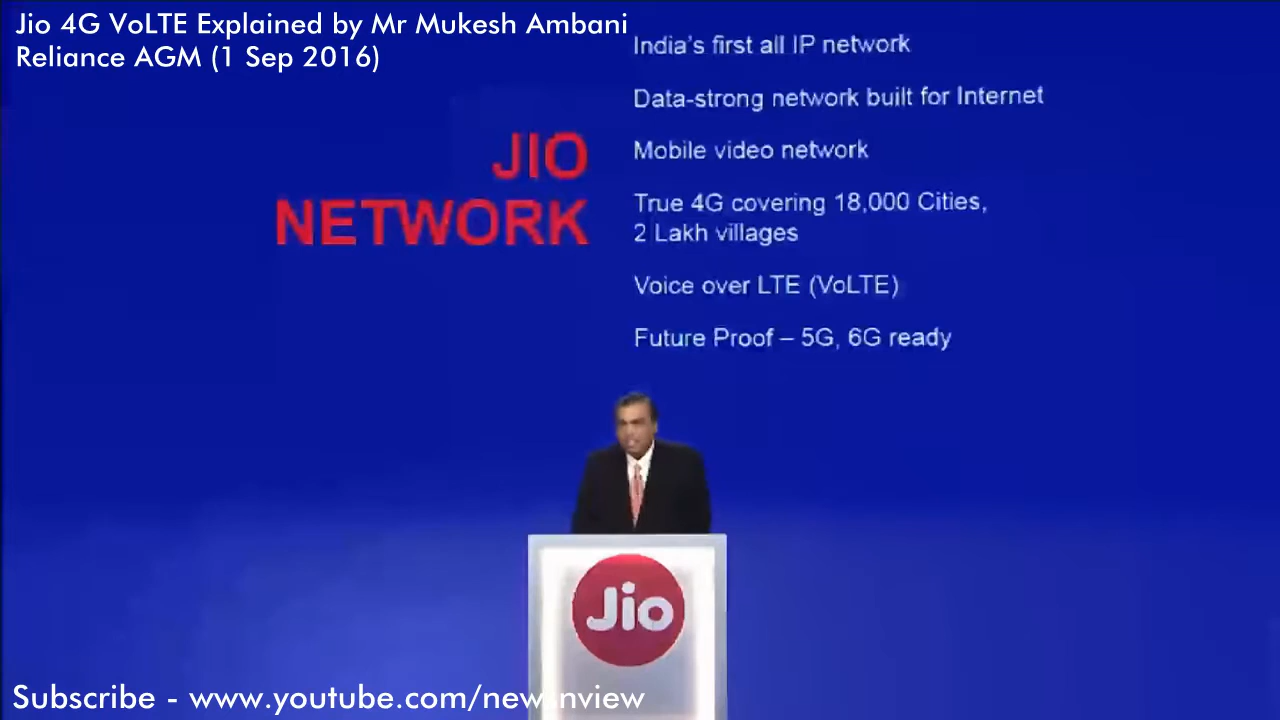 Jio 4G VoLTE Explained by Mr Mukesh Ambani
Reliance AGM (1 Sep 2016)
JIO
NETWORK
India's first all IP network
Data-strong network built for Internet
Mobile video network
True 4G covering 18,000 Cities,
2 Lakh villages
Voice over LTE (VoLTE)
Future Proof – 5G, 6G ready
Jio
Subscribe - www.youtube.com/newsnview